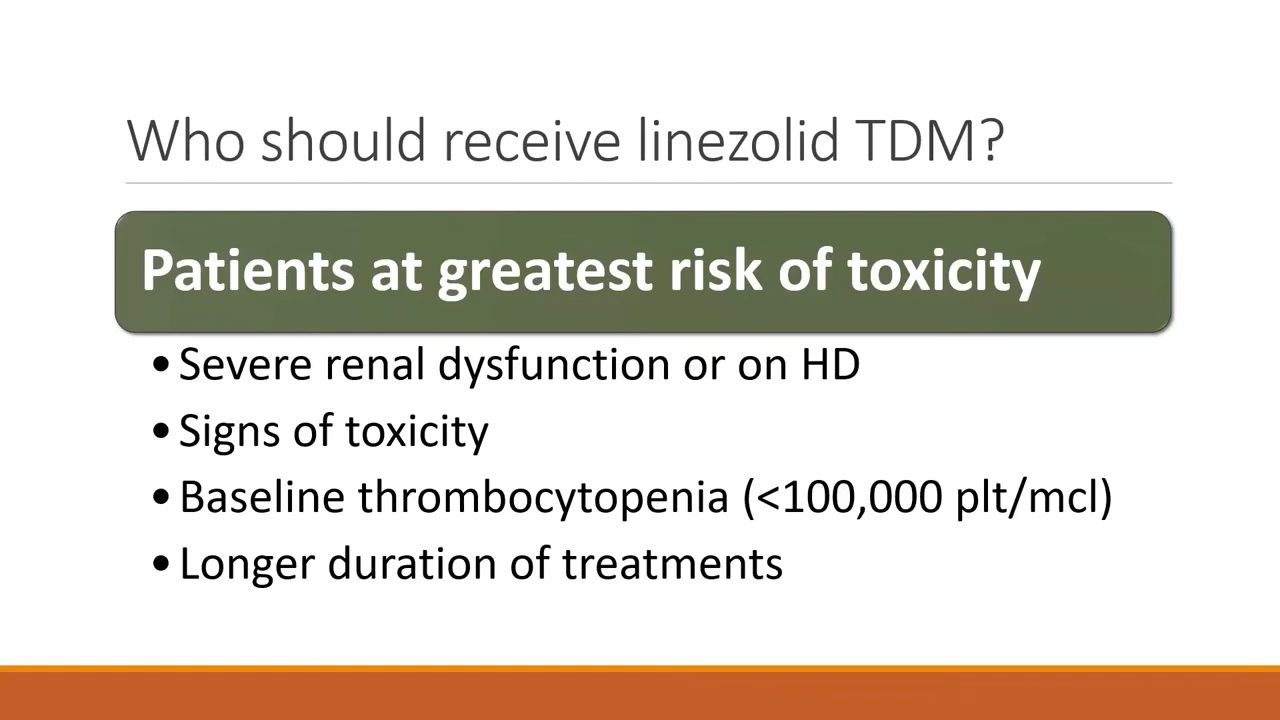 Who should receive linezolid TDM?
Patients at greatest risk of toxicity
• Severe renal dysfunction or on HD
• Signs of toxicity
• Baseline thrombocytopenia (<100,000 plt/mcl)
• Longer duration of treatments